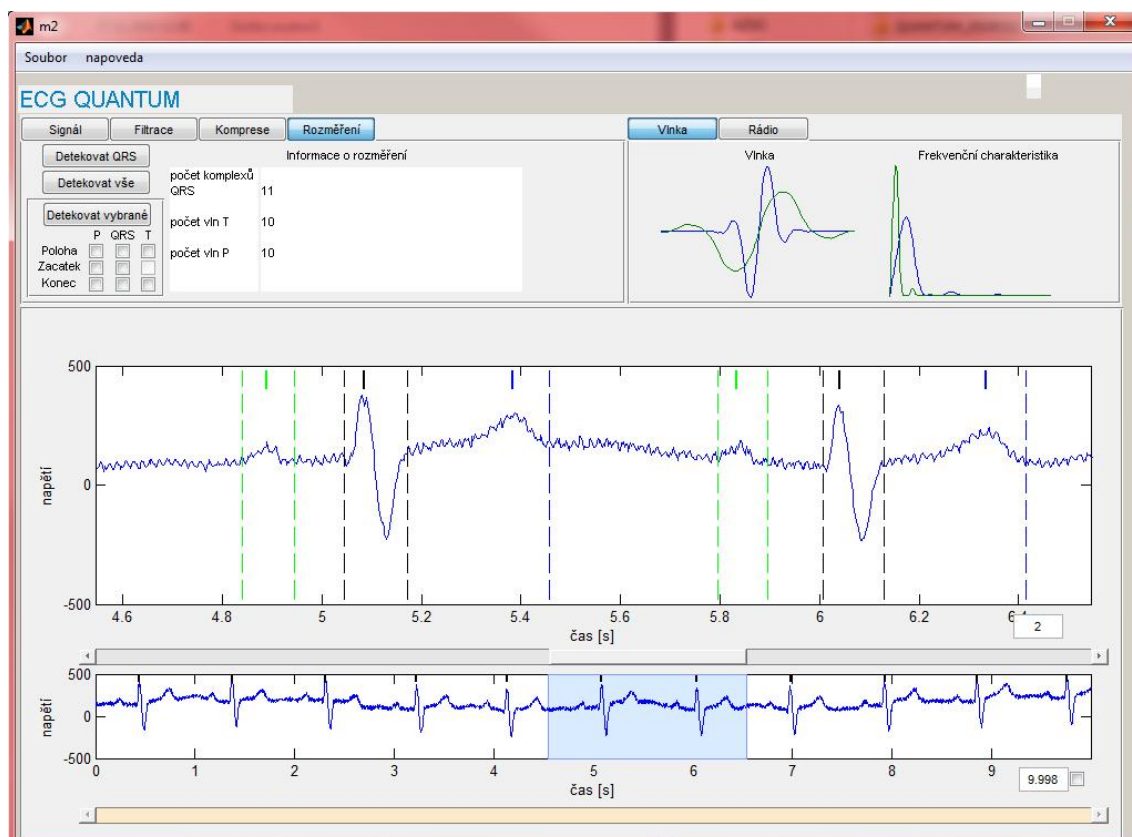 m2
Soubor napoveda
ECG QUANTUM
Signál Filtrace Komprese Rozměření
Vlnka Rádio
Detekovat QRS
Detekovat vše
Detekovat vybrané
P QRS T
Poloha
Zacatek
Konec
Informace o rozměření
počet komplexů
QRS 11
počet vln T 10
počet vln P 10
Vlnka
Frekvenční charakteristika
500
0
-500
napětí
4.6 4.8 5 5.2 5.4 5.6 5.8 6 6.2 6.4
čas [s]
2
500
0
-500
napětí
0 1 2 3 4 5 6 7 8 9
čas [s]
9.998